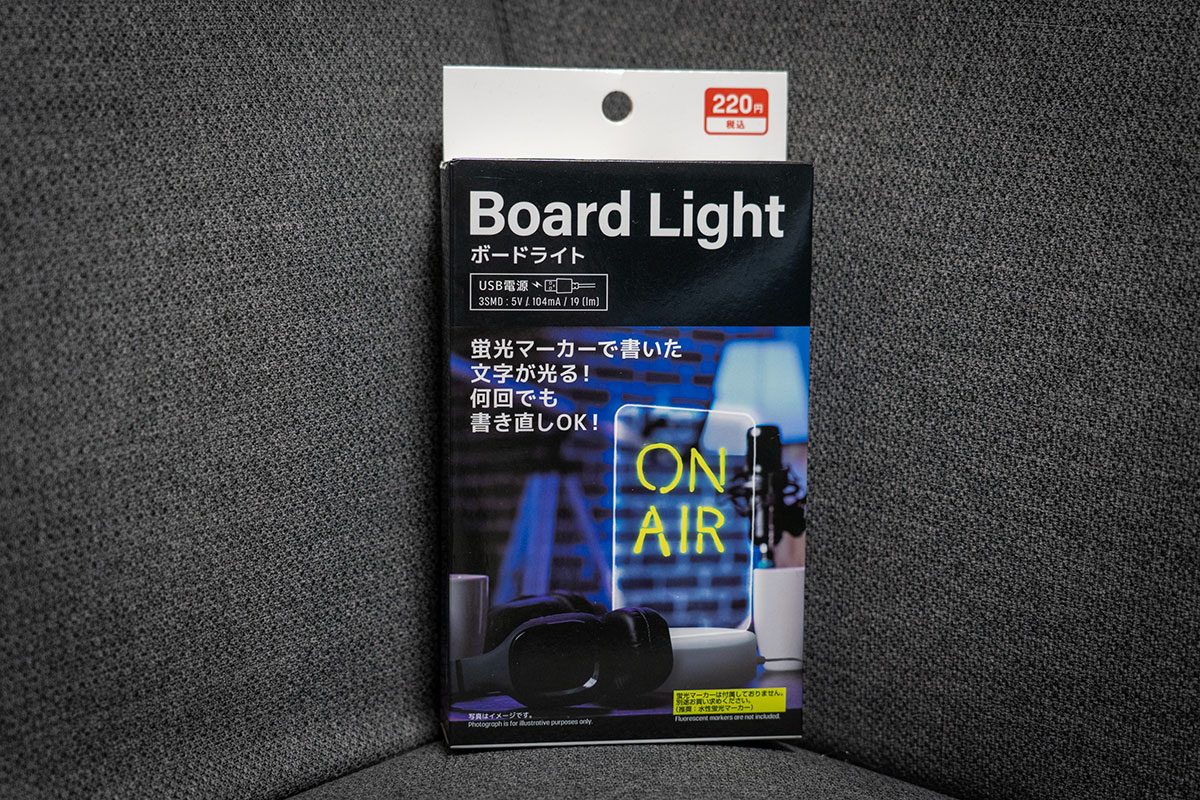 220円
税込
Board Light
ボードライト
USB電源
3SMD : 5V / 104mA / 19 (lm)
蛍光マーカーで書いた
文字が光る!
何回でも
書き直しOK!
ON
AIR
蛍光マーカーは付属しておりません。
別途お買い求めください。
(推奨：水性蛍光マーカー)
写真はイメージです。
Photograph is for illustrative purposes only.
Fluorescent markers are not included.